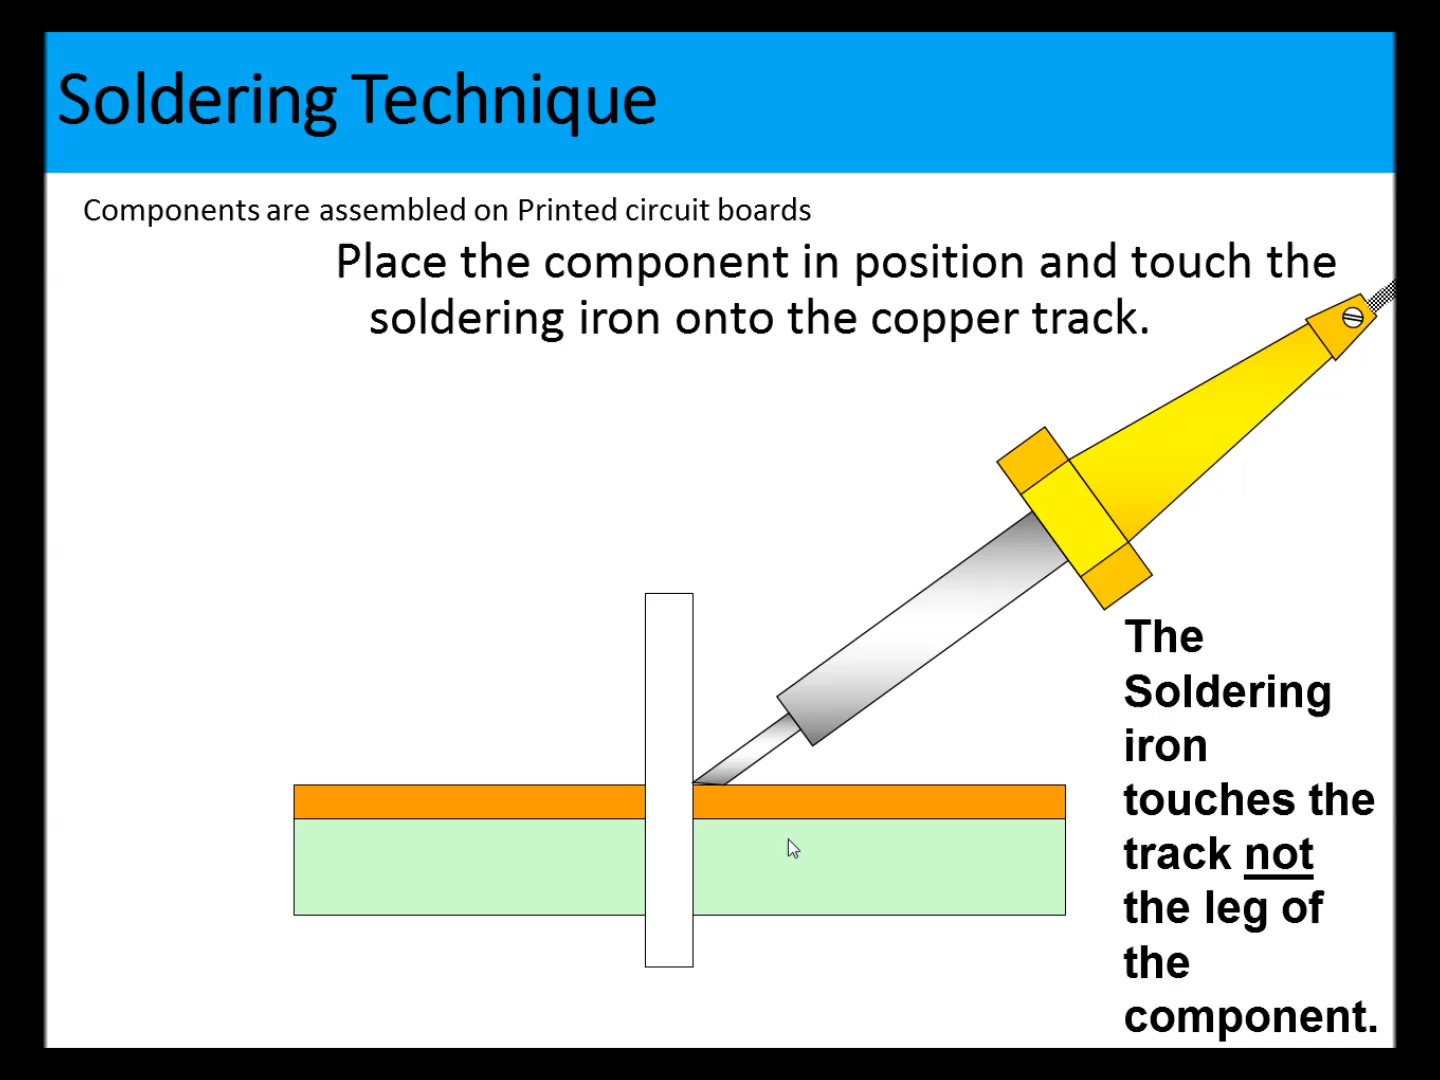 Soldering Technique
Components are assembled on Printed circuit boards
Place the component in position and touch the
soldering iron onto the copper track.
The
Soldering
iron
touches the
track not
the leg of
the
component.